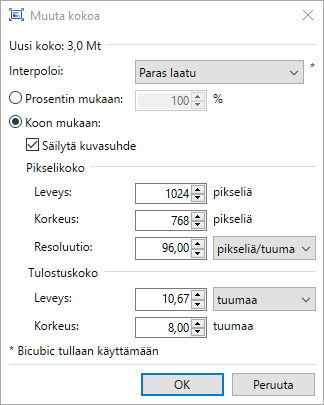 Muuta kokoa
Uusi koko: 3,0 Mt
Interpoloi: Paras laatu *
Prosentin mukaan: 100 %
Koon mukaan:
Säilytä kuvasuhde
Pikselikoko
Leveys: 1024 pikseliä
Korkeus: 768 pikseliä
Resoluutio: 96,00 pikseliä/tuuma
Tulostuskoko
Leveys: 10,67 tuumaa
Korkeus: 8,00 tuumaa
* Bicubic tullaan käyttämään
OK Peruuta